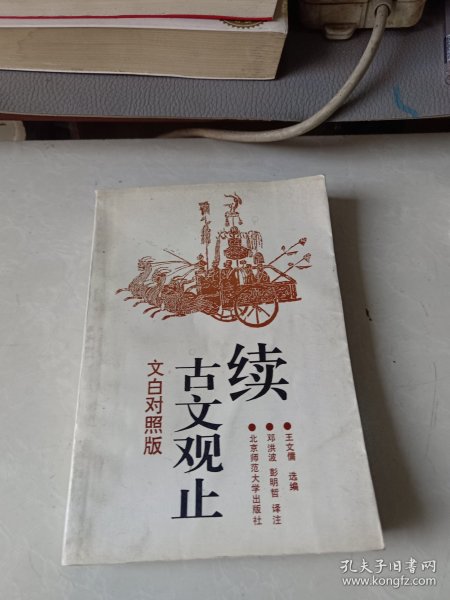 续
古文观止
文白对照版
●王文儒 选编
●邓洪波 彭明哲 译注
●北京师范大学出版社
孔夫子旧书网
www.kongfz.com